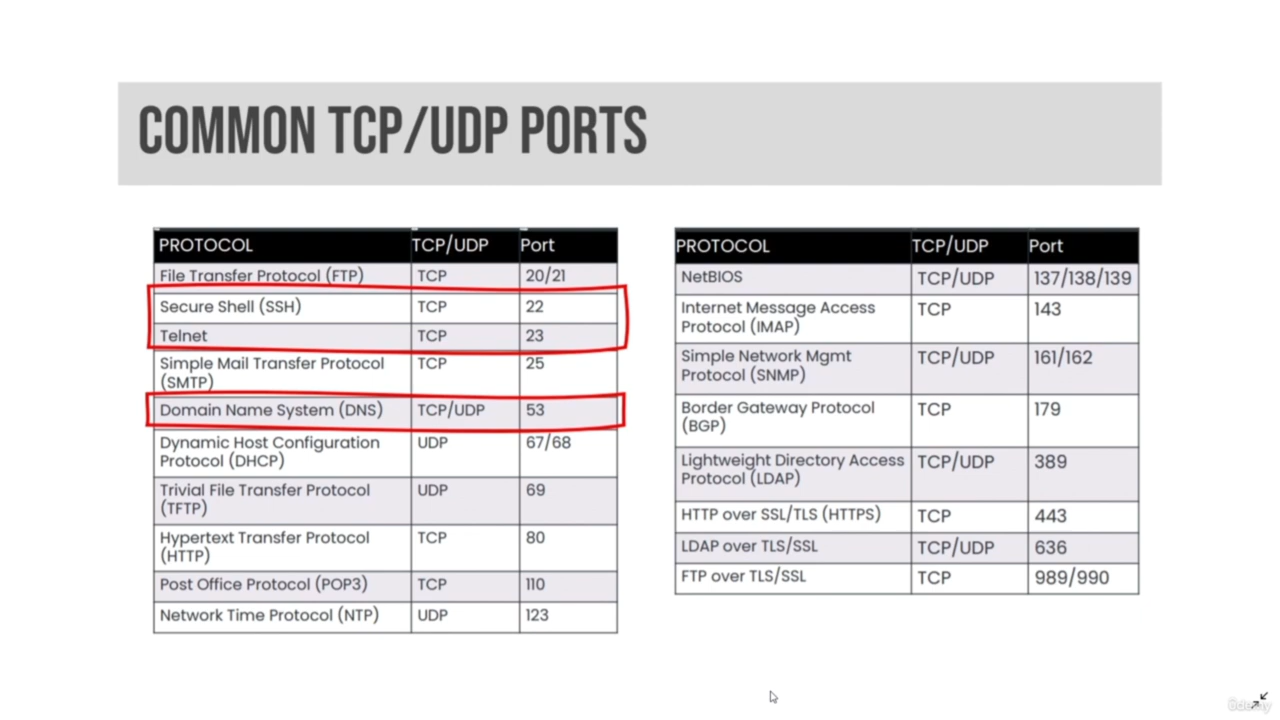 COMMON TCP/UDP PORTS
PROTOCOL TCP/UDP Port
File Transfer Protocol (FTP) TCP 20/21
Secure Shell (SSH) TCP 22
Telnet TCP 23
Simple Mail Transfer Protocol
(SMTP) TCP 25
Domain Name System (DNS) TCP/UDP 53
Dynamic Host Configuration
Protocol (DHCP) UDP 67/68
Trivial File Transfer Protocol
(TFTP) UDP 69
Hypertext Transfer Protocol
(HTTP) TCP 80
Post Office Protocol (POP3) TCP 110
Network Time Protocol (NTP) UDP 123
PROTOCOL TCP/UDP Port
NetBIOS TCP/UDP 137/138/139
Internet Message Access
Protocol (IMAP) TCP 143
Simple Network Mgmt
Protocol (SNMP) TCP/UDP 161/162
Border Gateway Protocol
(BGP) TCP 179
Lightweight Directory Access
Protocol (LDAP) TCP/UDP 389
HTTP over SSL/TLS (HTTPS) TCP 443
LDAP over TLS/SSL TCP/UDP 636
FTP over TLS/SSL TCP 989/990